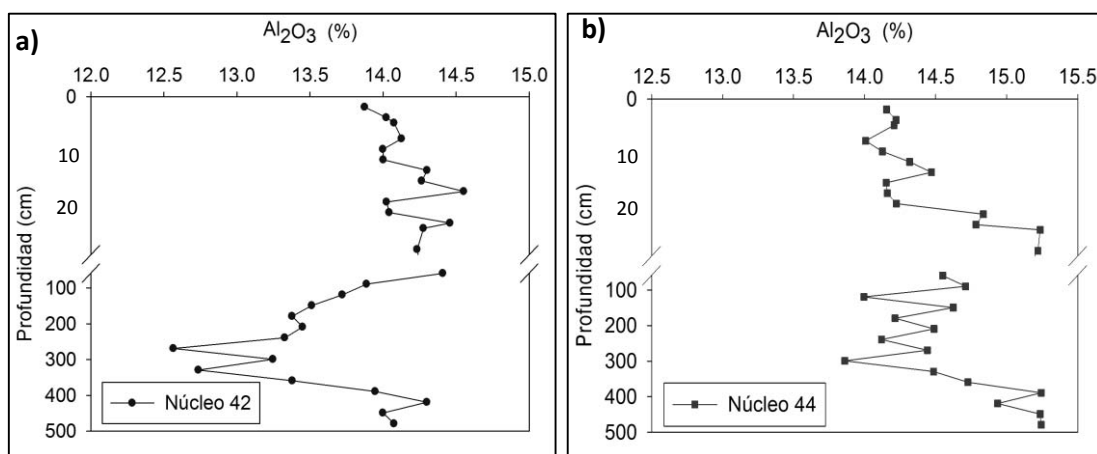 a)
Al₂O₃ (%)
12.0 12.5 13.0 13.5 14.0 14.5 15.0
0
10
20
100
200
300
400
500
Profundidad (cm)
Núcleo 42
b)
Al₂O₃ (%)
12.5 13.0 13.5 14.0 14.5 15.0 15.5
0
10
20
100
200
300
400
500
Profundidad (cm)
Núcleo 44